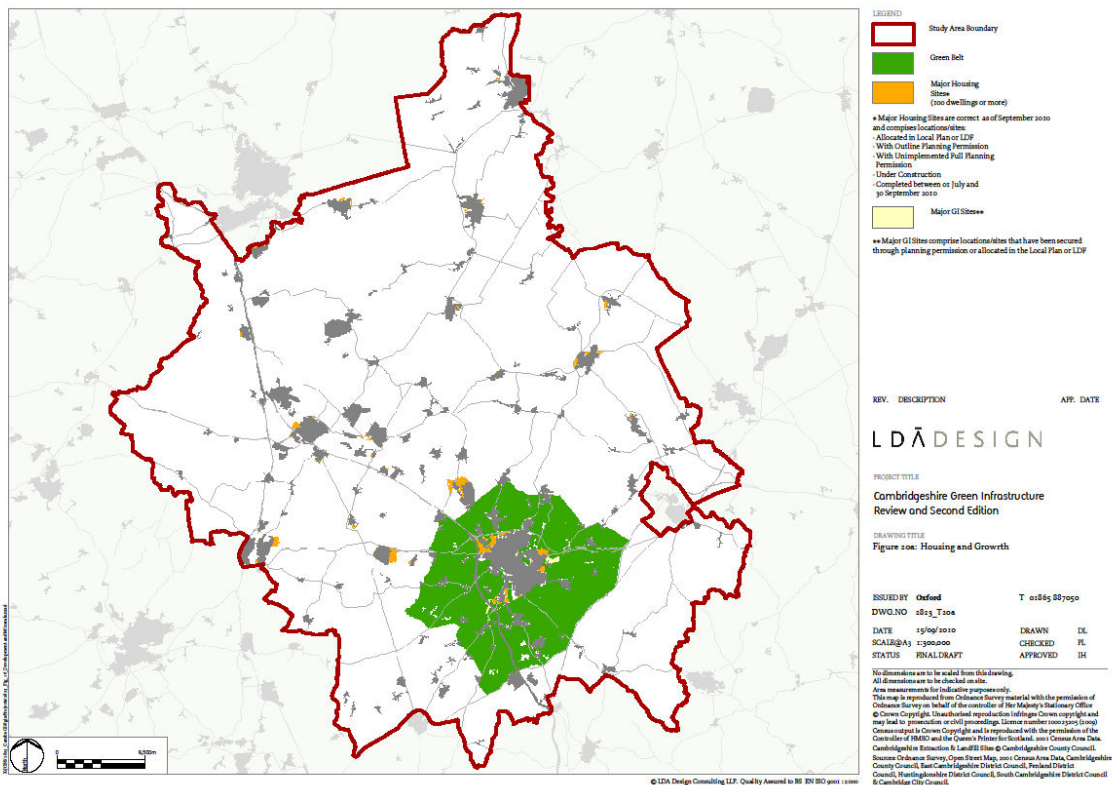 LEGEND
Study Area Boundary
Green Belt
Major Housing
Sites*
(100 dwellings or more)
* Major Housing Sites are correct as of September 2010
and comprises locations/sites:
- Allocated in Local Plan or LDF
- With Outline Planning Permission
- With Unimplemented Full Planning
Permission
- Under Construction
- Completed between 01 July and
30 September 2010
Major GI Sites**
** Major GI Sites comprise locations/sites that have been secured
through planning permission or allocated in the Local Plan or LDF
REV. DESCRIPTION APP. DATE
LDĀDESIGN
PROJECT TITLE
Cambridgeshire Green Infrastructure
Review and Second Edition
DRAWING TITLE
Figure 20a: Housing and Growrth
ISSUED BY Oxford T 01865 887050
DWG.NO 2823_T20a
DATE 15/09/2010 DRAWN DL
SCALE@A3 1:300,000 CHECKED PL
STATUS FINAL DRAFT APPROVED IH
No dimensions are to be scaled from this drawing.
All dimensions are to be checked on site.
Area measurements for indicative purposes only.
This map is reproduced from Ordnance Survey material with the permission of
Ordnance Survey on behalf of the controller of Her Majesty's Stationary Office
© Crown Copyright. Unauthorised reproduction infringes Crown copyright and
may lead to prosecution or civil proceedings. Licence number 100023205 (2009)
Census output is Crown Copyright and is reproduced with the permission of the
Controller of HMSO and the Queen's Printer for Scotland. 2001 Census Area Data.
Cambridgeshire Extraction & Landfill Sites © Cambridgeshire County Council.
Sources: Ordnance Survey, Open Street Map, 2001 Census Area Data, Cambridgeshire
County Council, East Cambridgeshire District Council, Fenland District
Council, Huntingdonshire District Council, South Cambridgeshire District Council
& Cambridge City Council.
North
0 8,500m
© LDA Design Consulting LLP. Quality Assured to BS EN ISO 9001 : 2000